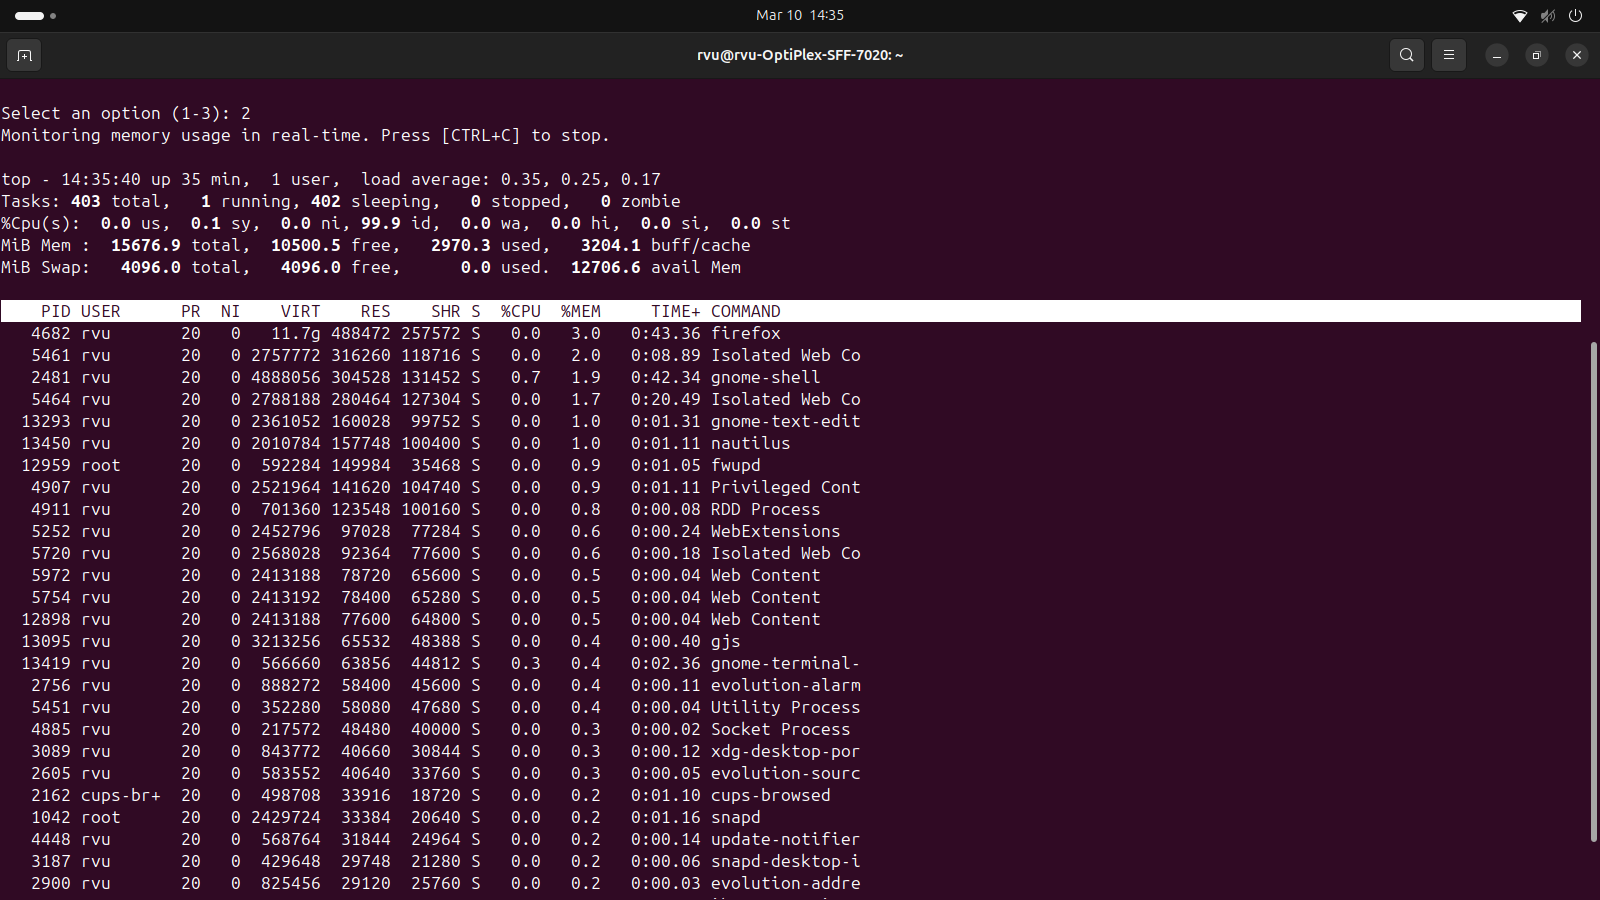 Mar 10  14:35
rvu@rvu-OptiPlex-SFF-7020: ~
Select an option (1-3): 2
Monitoring memory usage in real-time. Press [CTRL+C] to stop.
top - 14:35:40 up 35 min,  1 user,  load average: 0.35, 0.25, 0.17
Tasks: 403 total,   1 running, 402 sleeping,   0 stopped,   0 zombie
%Cpu(s):  0.0 us,  0.1 sy,  0.0 ni, 99.9 id,  0.0 wa,  0.0 hi,  0.0 si,  0.0 st
MiB Mem :  15676.9 total,  10500.5 free,   2970.3 used,   3204.1 buff/cache
MiB Swap:   4096.0 total,   4096.0 free,      0.0 used.  12706.6 avail Mem
    PID USER      PR  NI    VIRT    RES    SHR S  %CPU  %MEM     TIME+ COMMAND
   4682 rvu       20   0   11.7g 488472 257572 S   0.0   3.0   0:43.36 firefox
   5461 rvu       20   0 2757772 316260 118716 S   0.0   2.0   0:08.89 Isolated Web Co
   2481 rvu       20   0 4888056 304528 131452 S   0.7   1.9   0:42.34 gnome-shell
   5464 rvu       20   0 2788188 280464 127304 S   0.0   1.7   0:20.49 Isolated Web Co
  13293 rvu       20   0 2361052 160028  99752 S   0.0   1.0   0:01.31 gnome-text-edit
  13450 rvu       20   0 2010784 157748 100400 S   0.0   1.0   0:01.11 nautilus
  12959 root      20   0  592284 149984  35468 S   0.0   0.9   0:01.05 fwupd
   4907 rvu       20   0 2521964 141620 104740 S   0.0   0.9   0:01.11 Privileged Cont
   4911 rvu       20   0  701360 123548 100160 S   0.0   0.8   0:00.08 RDD Process
   5252 rvu       20   0 2452796  97028  77284 S   0.0   0.6   0:00.24 WebExtensions
   5720 rvu       20   0 2568028  92364  77600 S   0.0   0.6   0:00.18 Isolated Web Co
   5972 rvu       20   0 2413188  78720  65600 S   0.0   0.5   0:00.04 Web Content
   5754 rvu       20   0 2413192  78400  65280 S   0.0   0.5   0:00.04 Web Content
  12898 rvu       20   0 2413188  77600  64800 S   0.0   0.5   0:00.04 Web Content
  13095 rvu       20   0 3213256  65532  48388 S   0.0   0.4   0:00.40 gjs
  13419 rvu       20   0  566660  63856  44812 S   0.3   0.4   0:02.36 gnome-terminal-
   2756 rvu       20   0  888272  58400  45600 S   0.0   0.4   0:00.11 evolution-alarm
   5451 rvu       20   0  352280  58080  47680 S   0.0   0.4   0:00.04 Utility Process
   4885 rvu       20   0  217572  48480  40000 S   0.0   0.3   0:00.02 Socket Process
   3089 rvu       20   0  843772  40660  30844 S   0.0   0.3   0:00.12 xdg-desktop-por
   2605 rvu       20   0  583552  40640  33760 S   0.0   0.3   0:00.05 evolution-sourc
   2162 cups-br+  20   0  498708  33916  18720 S   0.0   0.2   0:01.10 cups-browsed
   1042 root      20   0 2429724  33384  20640 S   0.0   0.2   0:01.16 snapd
   4448 rvu       20   0  568764  31844  24964 S   0.0   0.2   0:00.14 update-notifier
   3187 rvu       20   0  429648  29748  21280 S   0.0   0.2   0:00.06 snapd-desktop-i
   2900 rvu       20   0  825456  29120  25760 S   0.0   0.2   0:00.03 evolution-addre